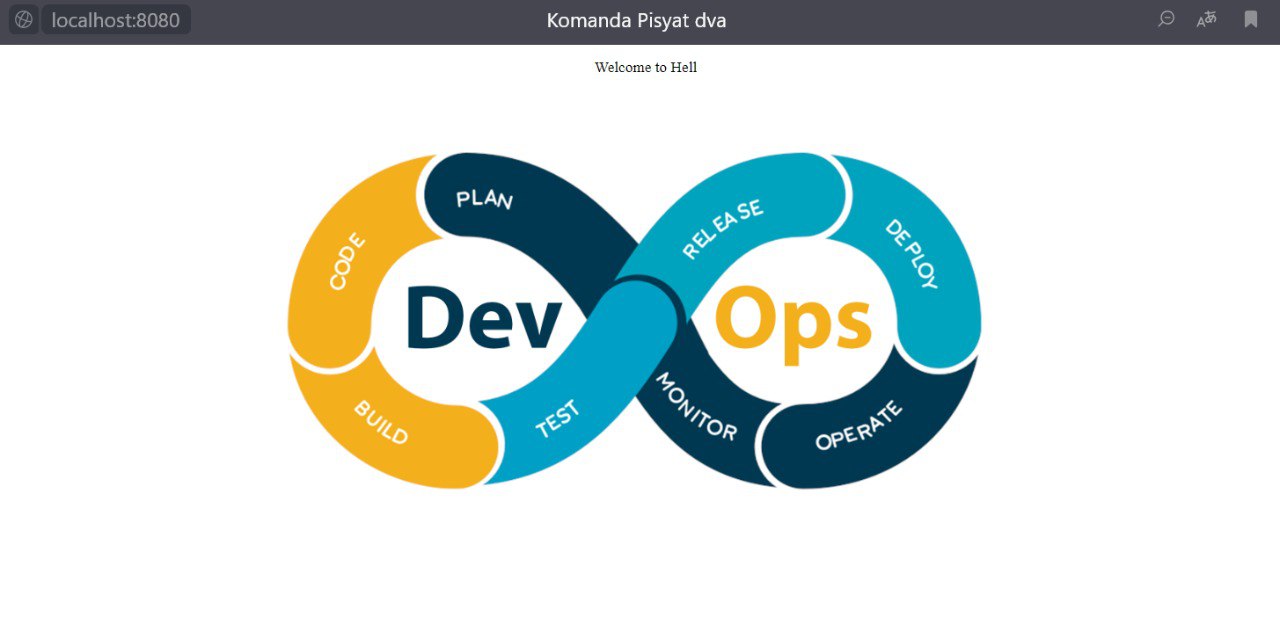 localhost:8080
Komanda Pisyat dva
Welcome to Hell
PLAN
CODE
BUILD
TEST
RELEASE
DEPLOY
OPERATE
MONITOR
Dev
Ops